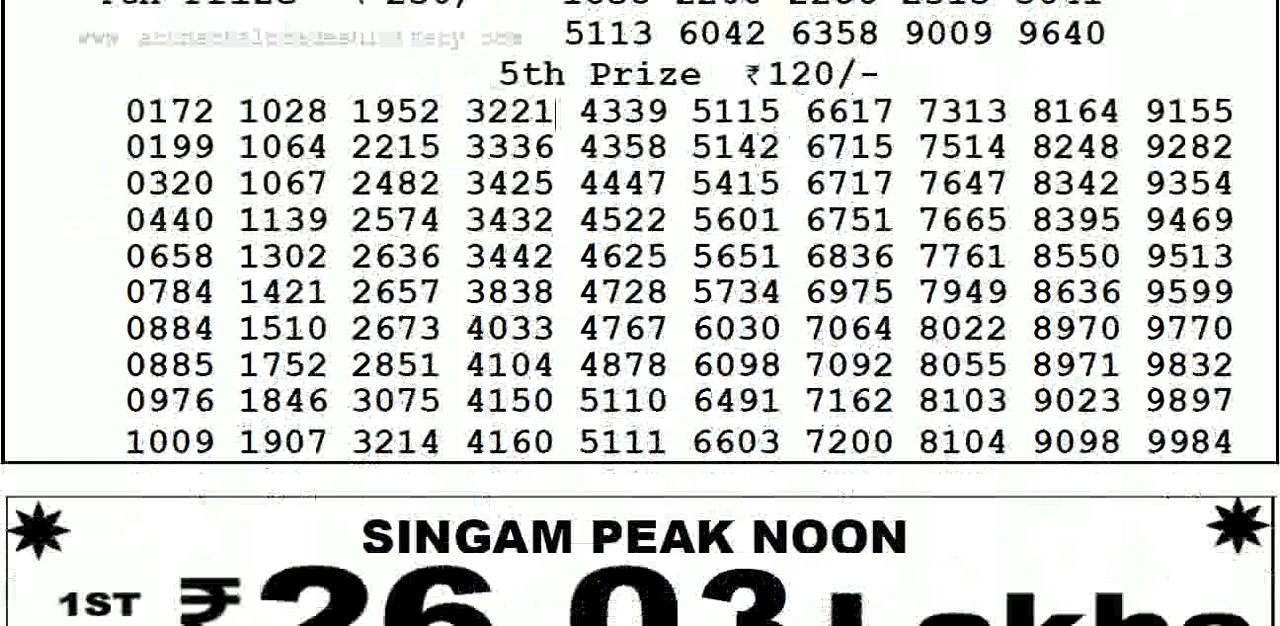 5113 6042 6358 9009 9640
5th Prize ₹120/-
0172 1028 1952 3221 4339 5115 6617 7313 8164 9155
0199 1064 2215 3336 4358 5142 6715 7514 8248 9282
0320 1067 2482 3425 4447 5415 6717 7647 8342 9354
0440 1139 2574 3432 4522 5601 6751 7665 8395 9469
0658 1302 2636 3442 4625 5651 6836 7761 8550 9513
0784 1421 2657 3838 4728 5734 6975 7949 8636 9599
0884 1510 2673 4033 4767 6030 7064 8022 8970 9770
0885 1752 2851 4104 4878 6098 7092 8055 8971 9832
0976 1846 3075 4150 5110 6491 7162 8103 9023 9897
1009 1907 3214 4160 5111 6603 7200 8104 9098 9984
SINGAM PEAK NOON
1ST ₹26.03 Lakhs